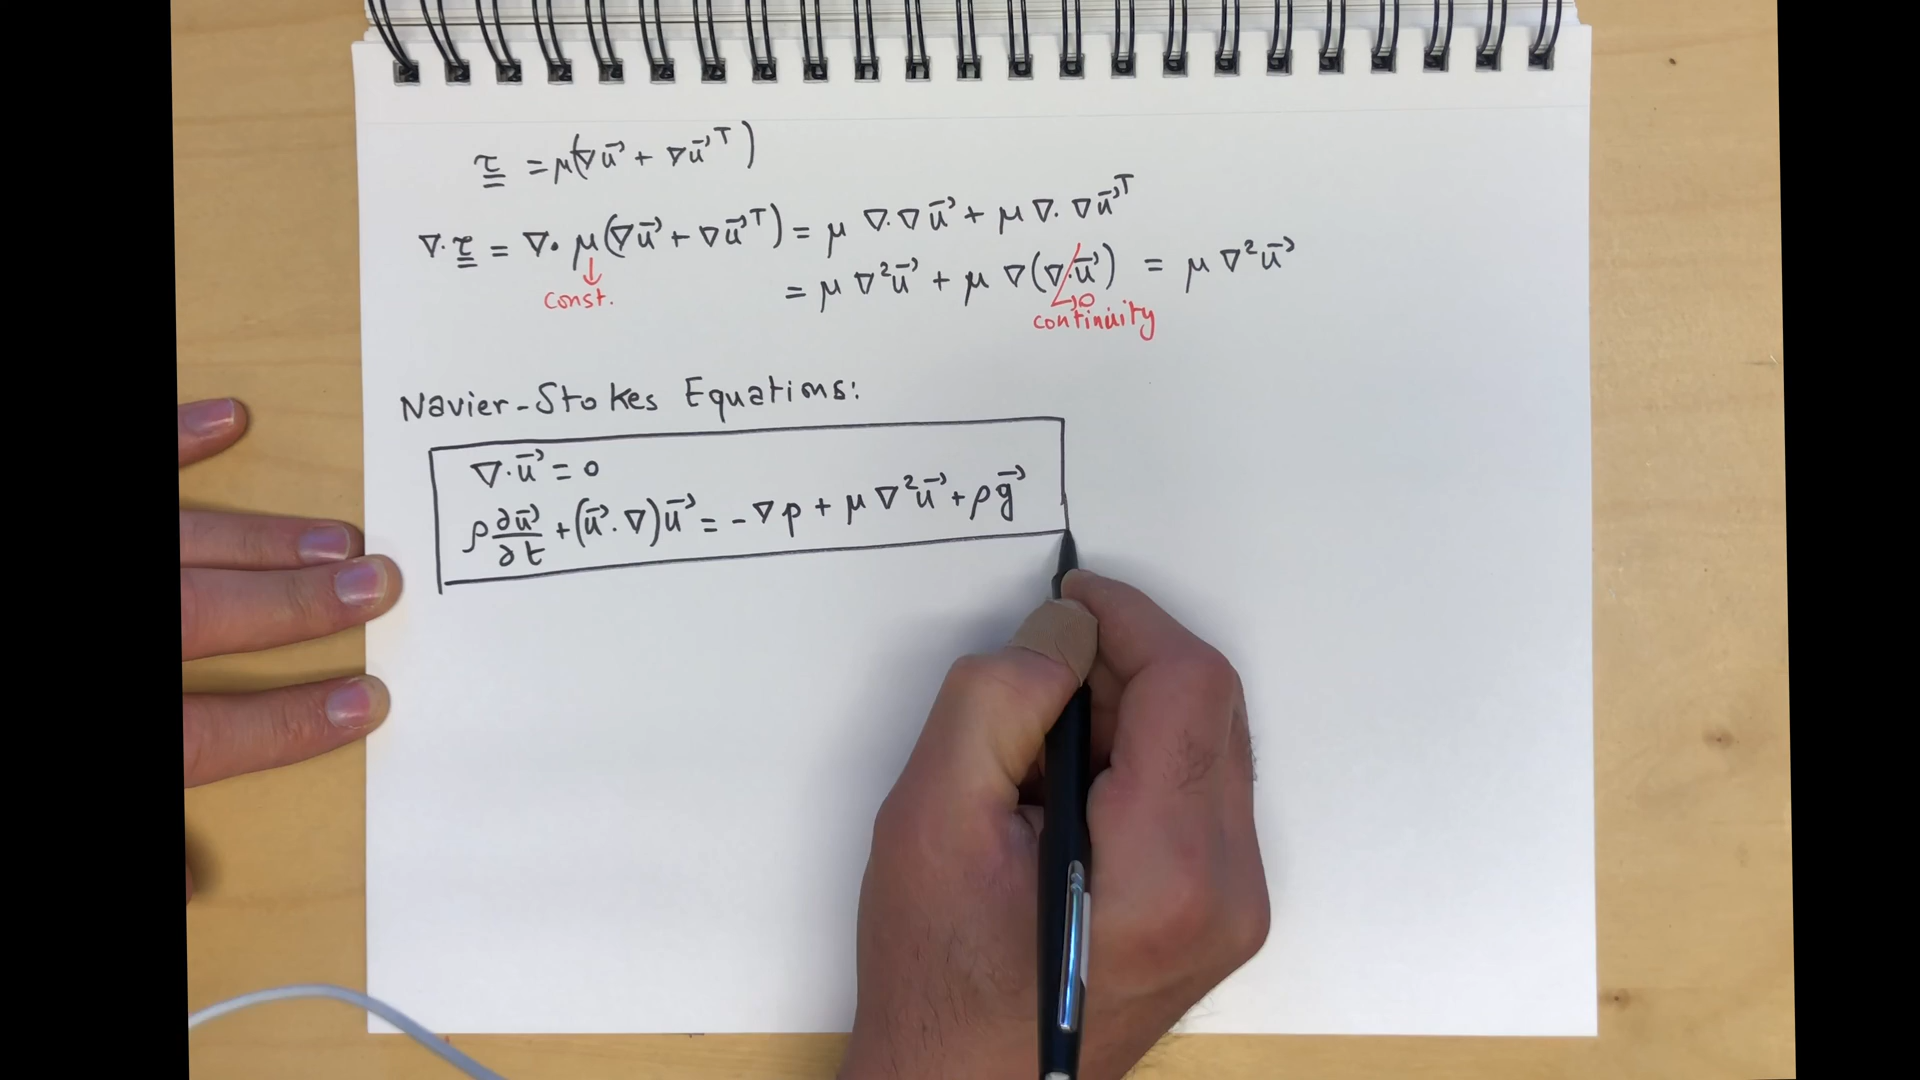 τ̲̲ = μ(∇u⃗ + ∇u⃗ᵀ)
∇·τ̲̲ = ∇· μ(∇u⃗ + ∇u⃗ᵀ) = μ ∇·∇u⃗ + μ∇·∇u⃗ᵀ
= μ∇²u⃗ + μ∇(∇·u⃗) = μ∇²u⃗
const.
→0
continuity
Navier-Stokes Equations:
∇·u⃗ = 0
ρ ∂u⃗/∂t + (u⃗·∇)u⃗ = -∇p + μ∇²u⃗ + ρg⃗